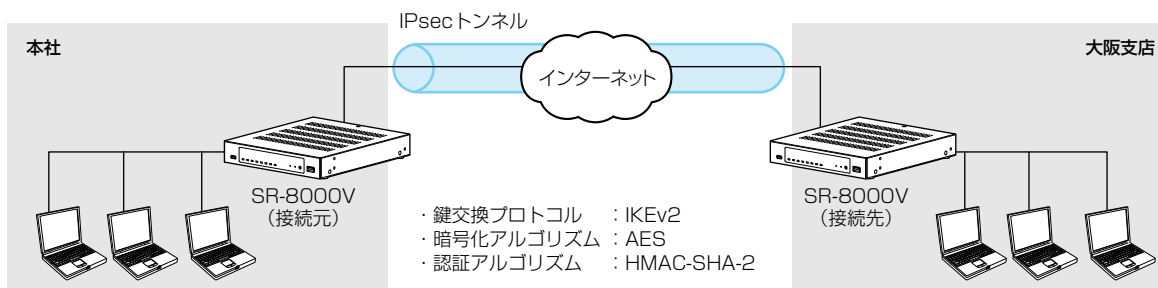 IPsecトンネル
本社
大阪支店
インターネット
SR-8000V
（接続元）
SR-8000V
（接続先）
・鍵交換プロトコル　：IKEv2
・暗号化アルゴリズム：AES
・認証アルゴリズム　：HMAC-SHA-2